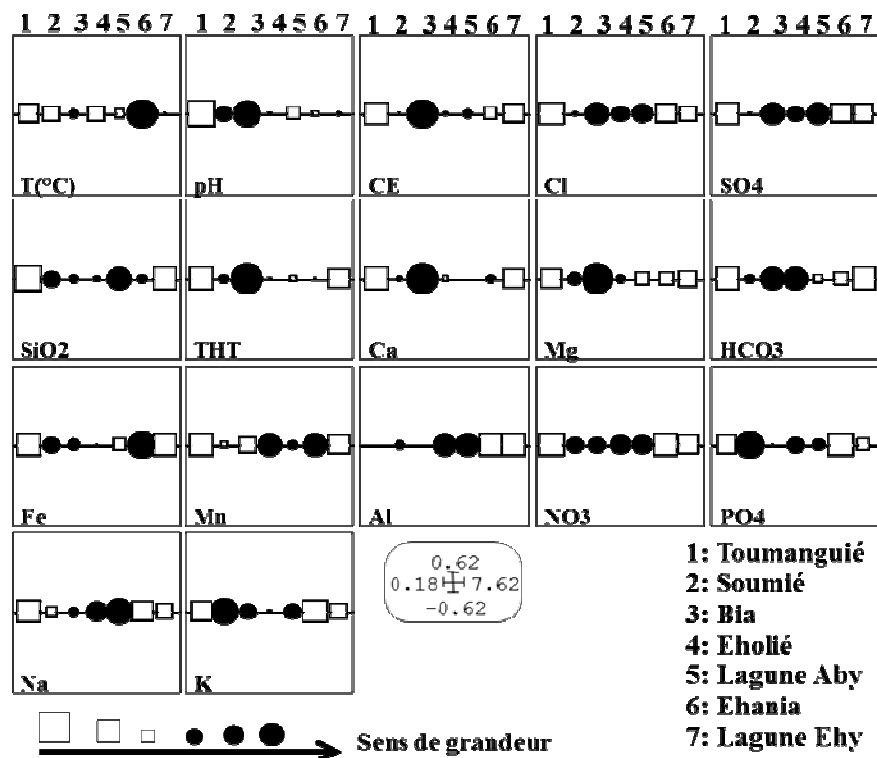 1 2 3 4 5 6 7 1 2 3 4 5 6 7 1 2 3 4 5 6 7 1 2 3 4 5 6 7 1 2 3 4 5 6 7
T(°C) pH CE Cl SO4
SiO2 THT Ca Mg HCO3
Fe Mn Al NO3 PO4
Na K
0.62
0.18 7.62
-0.62
1: Toumanguié
2: Soumié
3: Bia
4: Eholié
5: Lagune Aby
6: Ehania
7: Lagune Ehy
Sens de grandeur